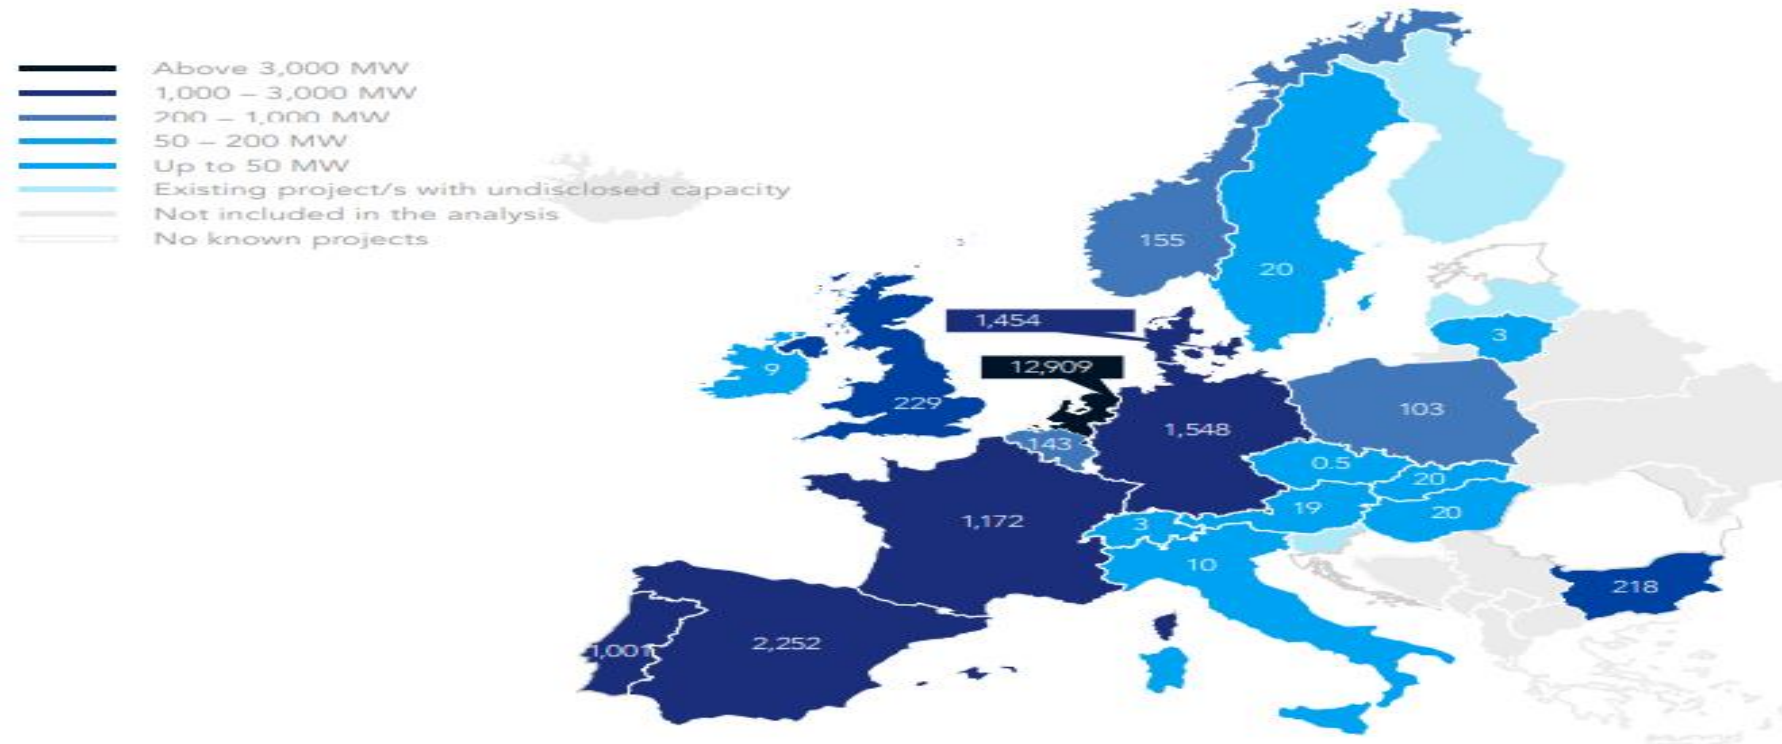 Above 3,000 MW
1,000 – 3,000 MW
200 – 1,000 MW
50 – 200 MW
Up to 50 MW
Existing project/s with undisclosed capacity
Not included in the analysis
No known projects
155
20
1,454
3
9
12,909
229
103
143
1,548
0.5
20
19
20
1,172
3
10
218
1,001
2,252